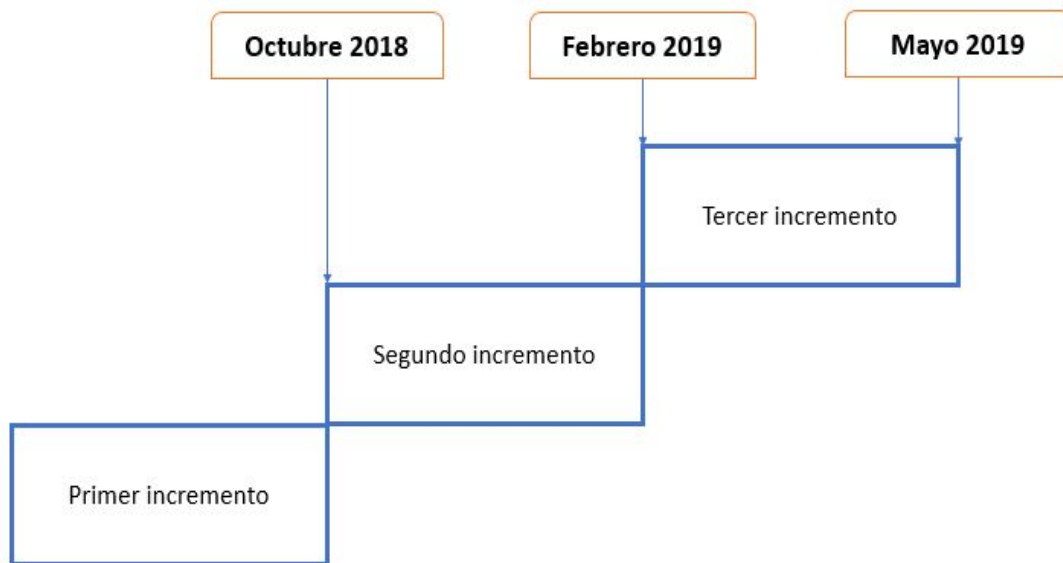 Octubre 2018
Febrero 2019
Mayo 2019
Tercer incremento
Segundo incremento
Primer incremento